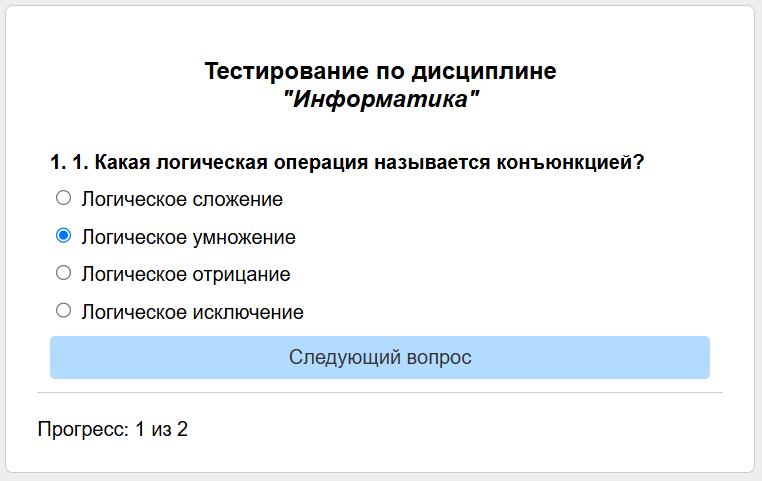 Тестирование по дисциплине
"Информатика"
1. 1. Какая логическая операция называется конъюнкцией?
Логическое сложение
Логическое умножение
Логическое отрицание
Логическое исключение
Следующий вопрос
Прогресс: 1 из 2